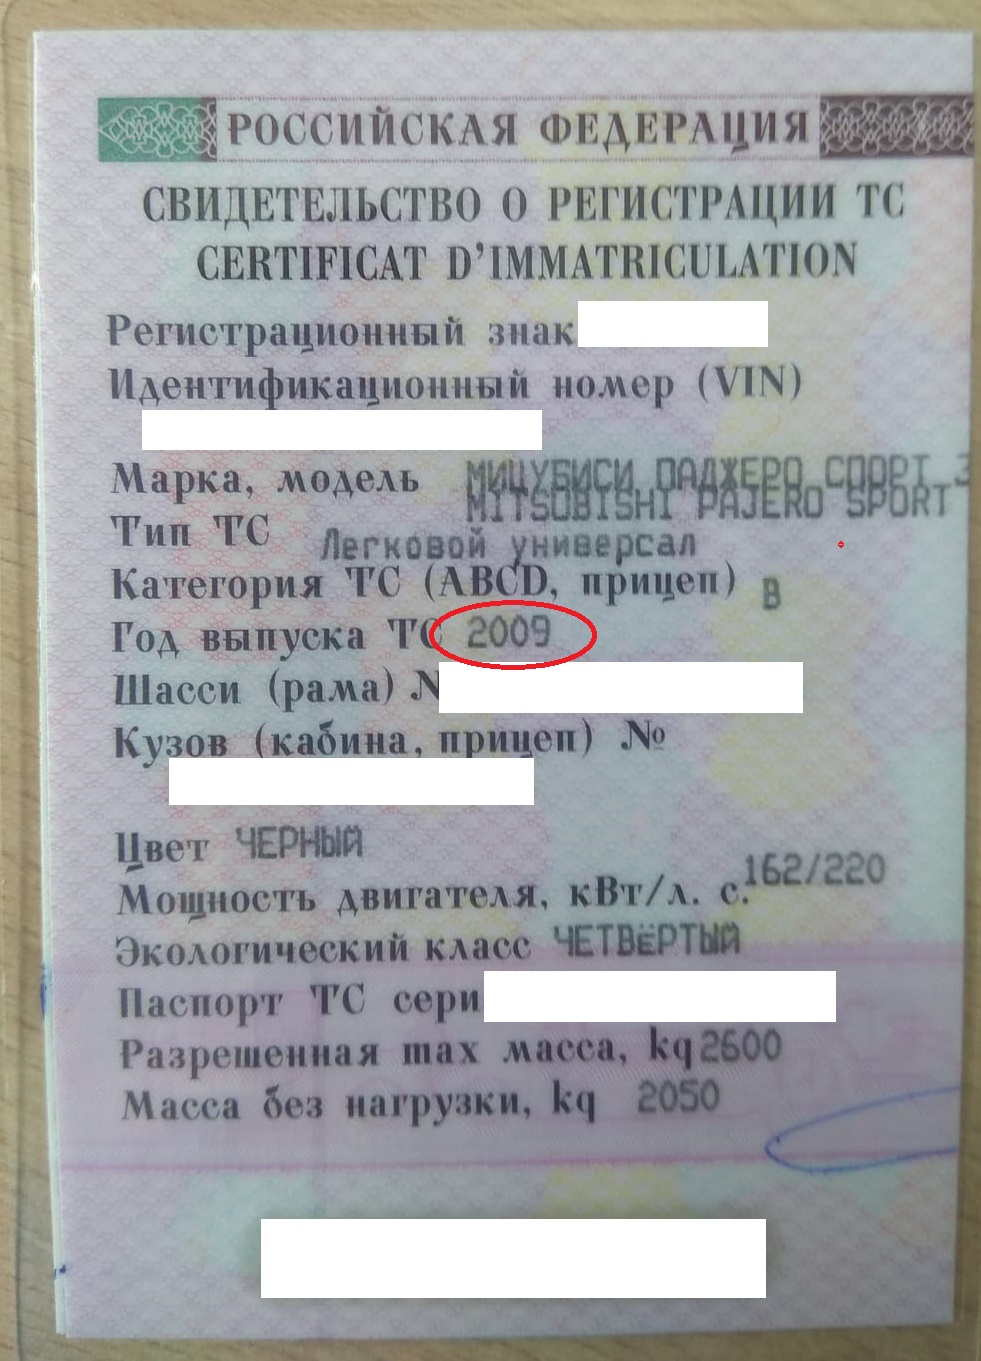 РОССИЙСКАЯ ФЕДЕРАЦИЯ
СВИДЕТЕЛЬСТВО О РЕГИСТРАЦИИ ТС
CERTIFICAT D'IMMATRICULATION
Регистрационный знак
Идентификационный номер (VIN)
Марка, модель МИЦУБИСИ ПАДЖЕРО СПОРТ 3
MITSUBISHI PAJERO SPORT
Тип ТС Легковой универсал
Категория ТС (ABCD, прицеп) В
Год выпуска ТС 2009
Шасси (рама) №
Кузов (кабина, прицеп) №
Цвет ЧЕРНЫЙ
Мощность двигателя, кВт/л. с. 162/220
Экологический класс ЧЕТВЁРТЫЙ
Паспорт ТС сери
Разрешенная max масса, kg 2600
Масса без нагрузки, kg 2050